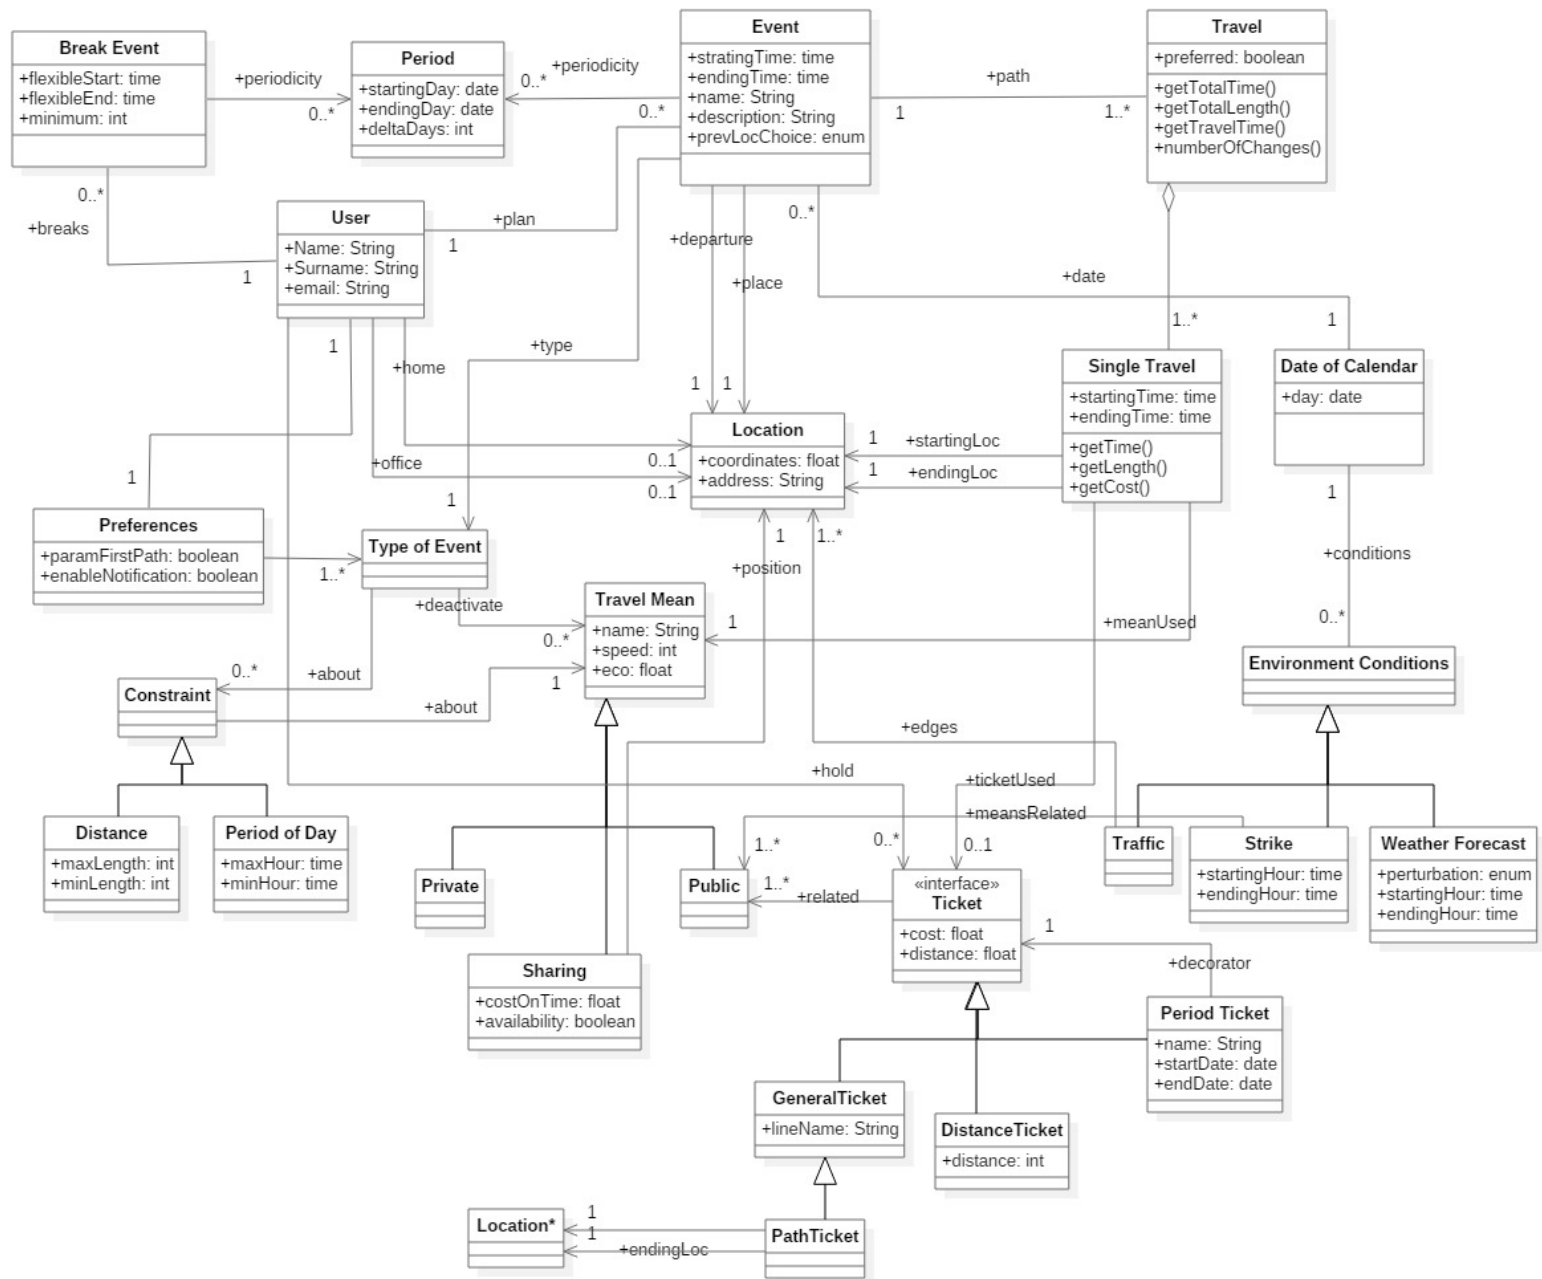 Break Event
+flexibleStart: time
+flexibleEnd: time
+minimum: int
+periodicity
0..*
Period
+startingDay: date
+endingDay: date
+deltaDays: int
+periodicity
0..*
Event
+stratingTime: time
+endingTime: time
+name: String
+description: String
+prevLocChoice: enum
0..*
+path
1
1..*
Travel
+preferred: boolean
+getTotalTime()
+getTotalLength()
+getTravelTime()
+numberOfChanges()
0..*
+breaks
1
User
+Name: String
+Surname: String
+email: String
+plan
1
+departure
+place
0..*
+date
1
1..*
1
+home
+type
+office
1
1
Single Travel
+startingTime: time
+endingTime: time
+getTime()
+getLength()
+getCost()
Date of Calendar
+day: date
Location
+coordinates: float
+address: String
0..1
0..1
1
+startingLoc
1
+endingLoc
1
1
1
+conditions
0..*
Preferences
+paramFirstPath: boolean
+enableNotification: boolean
1..*
Type of Event
+deactivate
0..*
1
+position
1..*
Travel Mean
+name: String
+speed: int
+eco: float
1
+meanUsed
Environment Conditions
0..*
+about
Constraint
+about
1
+edges
+hold
+ticketUsed
+meansRelated
Distance
+maxLength: int
+minLength: int
Period of Day
+maxHour: time
+minHour: time
Private
Public
1..*
1..*
+related
0..*
0..1
«interface»
Ticket
+cost: float
+distance: float
Traffic
Strike
+startingHour: time
+endingHour: time
Weather Forecast
+perturbation: enum
+startingHour: time
+endingHour: time
1
+decorator
Sharing
+costOnTime: float
+availability: boolean
Period Ticket
+name: String
+startDate: date
+endDate: date
GeneralTicket
+lineName: String
DistanceTicket
+distance: int
Location*
1
1
+endingLoc
PathTicket